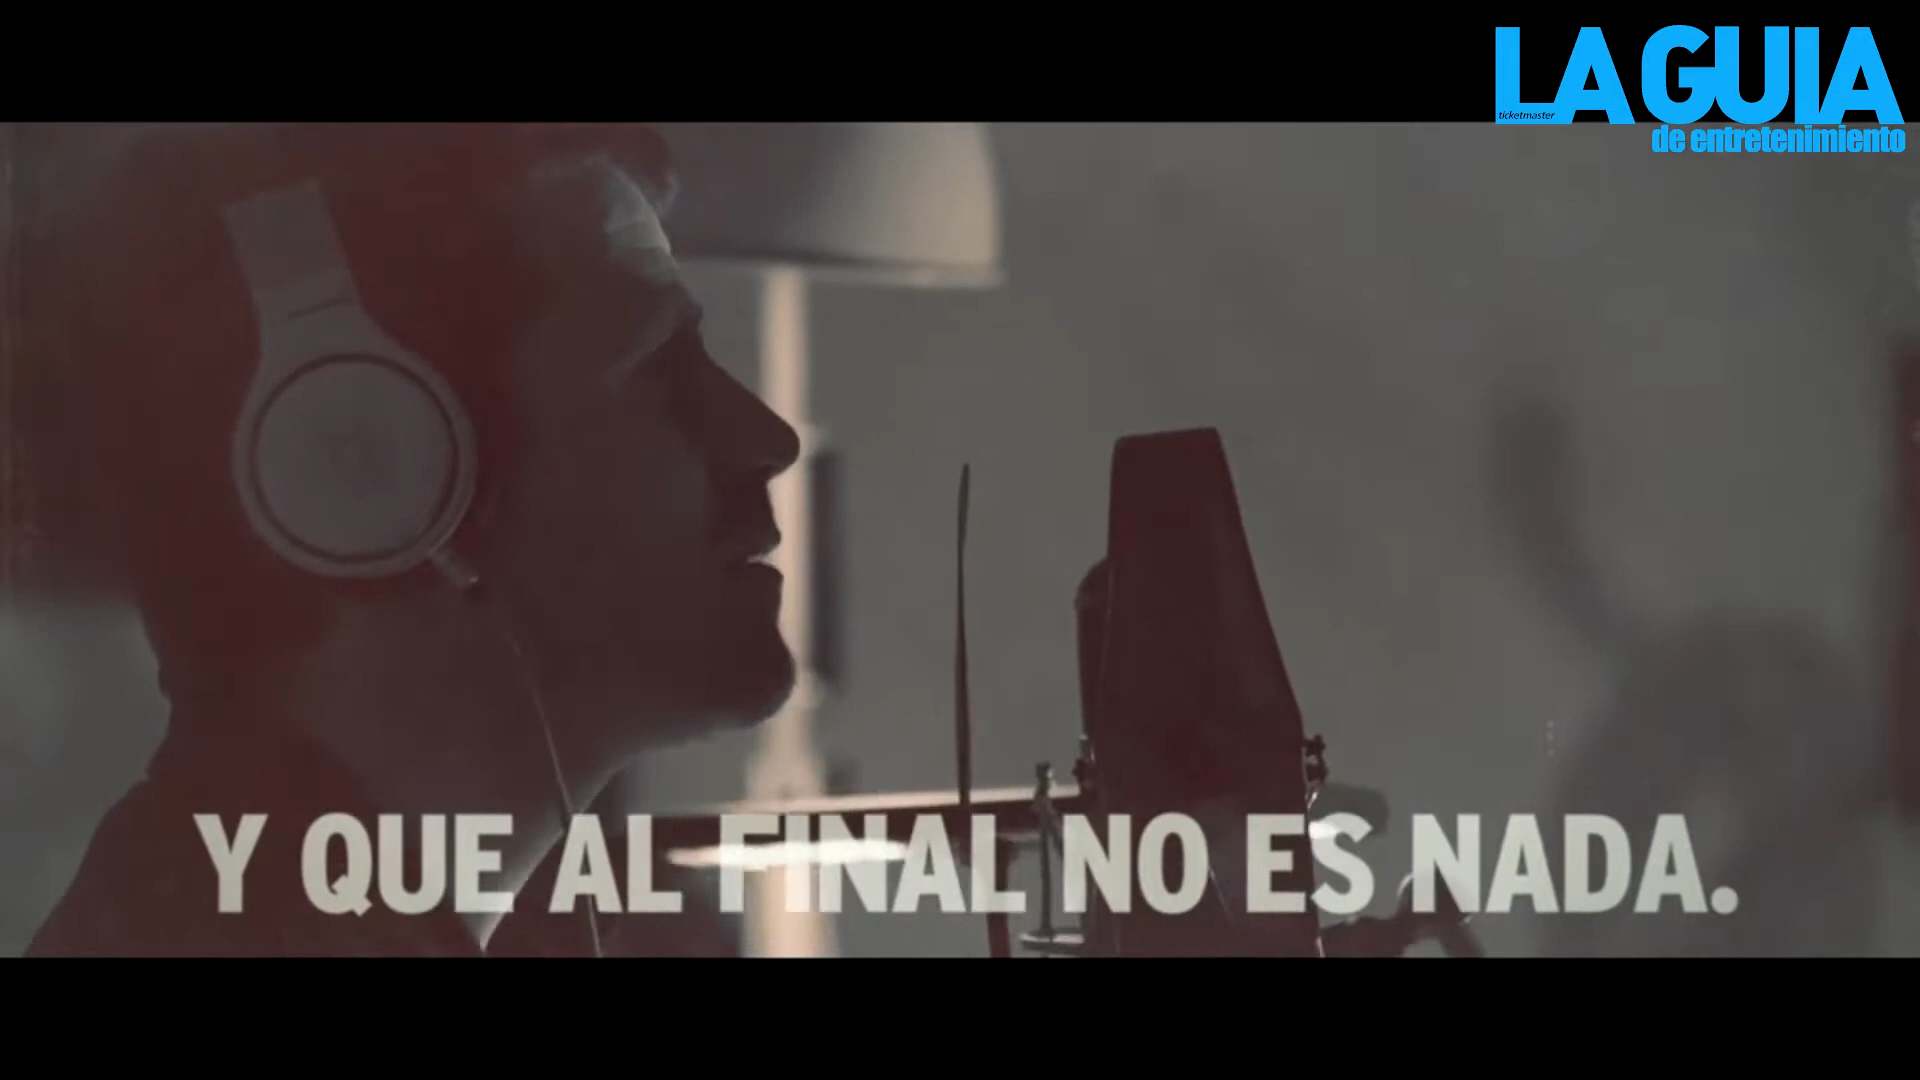 LA GUIA
ticketmaster
de entretenimiento
Y QUE AL FINAL NO ES NADA.